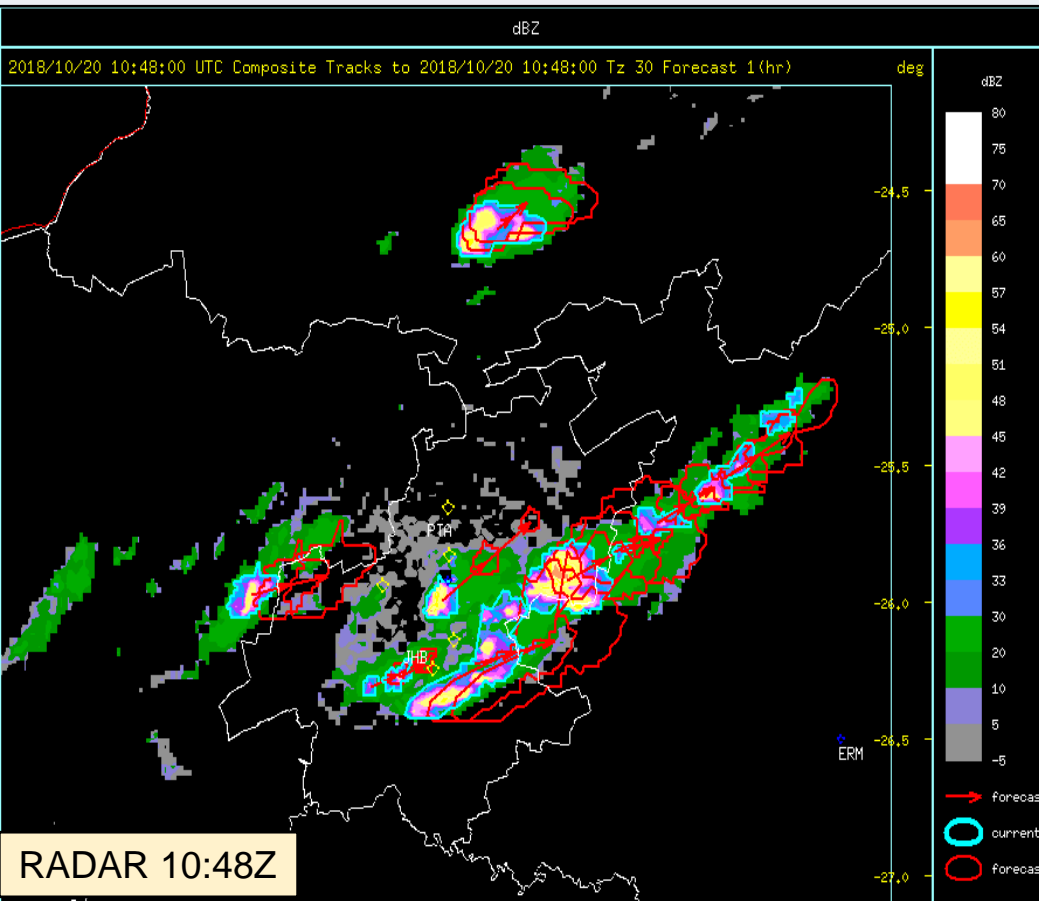 dBZ
2018/10/20 10:48:00 UTC Composite Tracks to 2018/10/20 10:48:00 Tz 30 Forecast 1(hr)
deg
dBZ
80
75
70
65
60
57
54
51
48
45
42
39
36
33
30
20
10
5
-5
-24.5
-25.0
-25.5
-26.0
-26.5
-27.0
PTA
JHB
ERM
forecas
current
forecas
RADAR 10:48Z